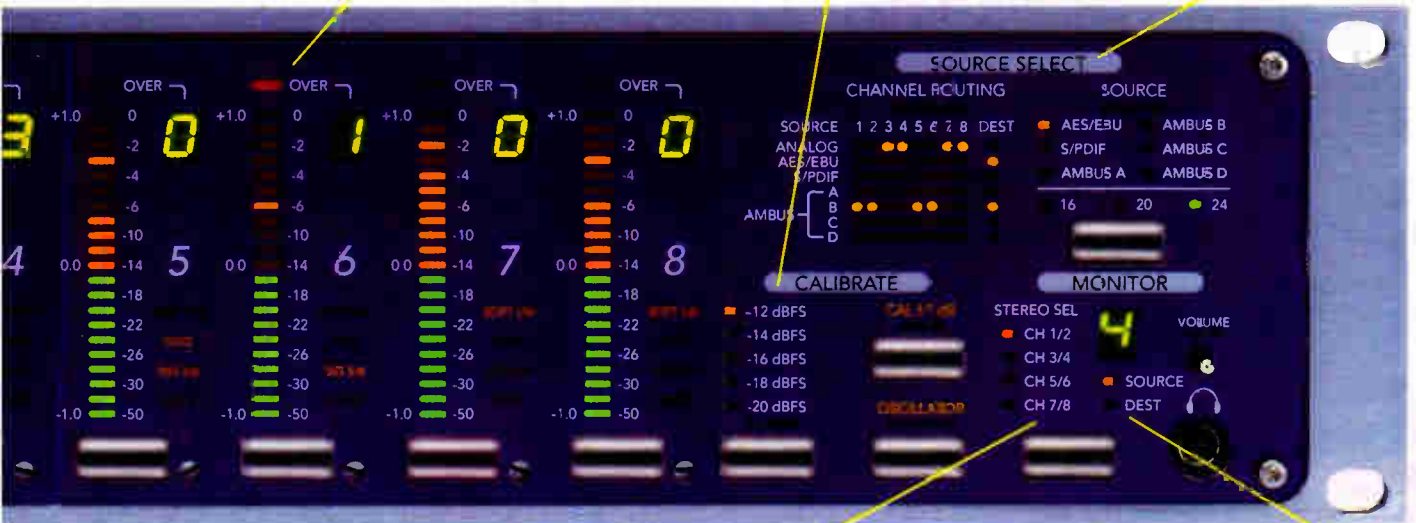 SOURCE SELECT
OVER OVER OVER OVER CHANNEL ROUTING SOURCE
+1.0 0 +1.0 0 +1.0 0 +1.0 0
3 0 1 0 0
SOURCE 1 2 3 4 5 6 7 8 DEST AES/EBU AMBUS B
-2 -2 -2 -2 ANALOG
AES/EBU S/PDIF AMBUS C
-4 -4 -4 -4 S/PDIF AMBUS A AMBUS D
A
-6 -6 -6 -6 B 16 20 24
AMBUS
C
-10 -10 -10 -10 D
4 0.0 -14 5 0.0 -14 6 0.0 -14 7 0.0 -14 8
CALIBRATE MONITOR
-18 -18 -18 -18
-12 dBFS STEREO SEL
4 VOLUME
-22 -22 -22 -22 -14 dBFS CH 1/2
-26 -26 -26 -26 -16 dBFS CH 3/4
-30 -30 -30 -30 -18 dBFS CH 5/6 SOURCE
-1.0 -50 -1.0 -50 -1.0 -50 -1.0 -50 -20 dBFS OSCILLATOR CH 7/8 DEST